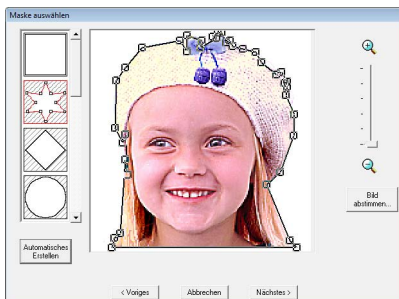 Maske auswählen
Automatisches
Erstellen
Bild
abstimmen...
< Voriges
Abbrechen
Nächstes >